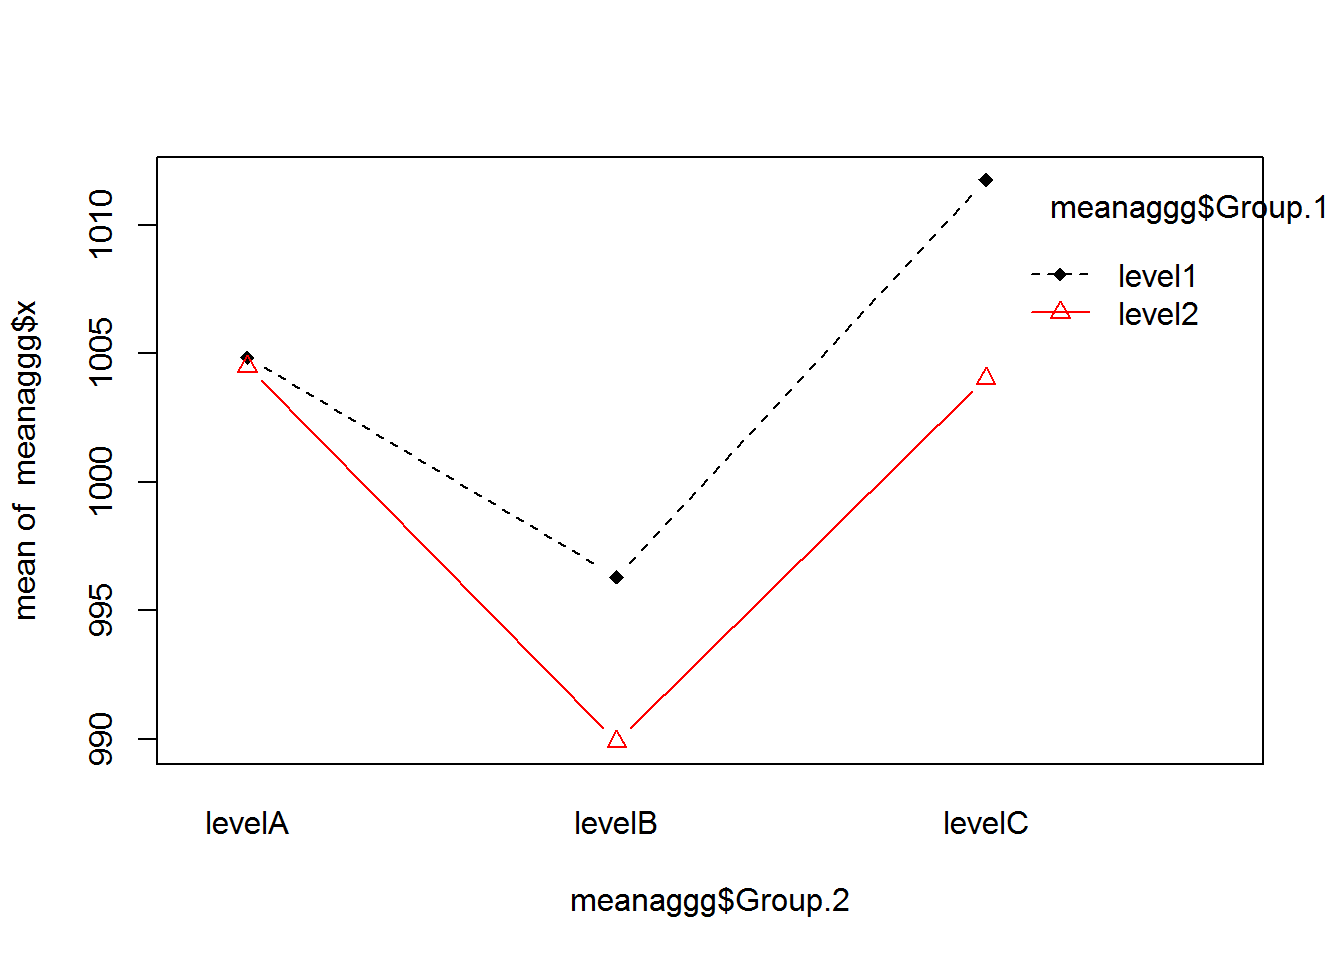 mean of  meanaggg$x
1010
1005
1000
995
990
meanaggg$Group.1
level1
level2
levelA
levelB
levelC
meanaggg$Group.2